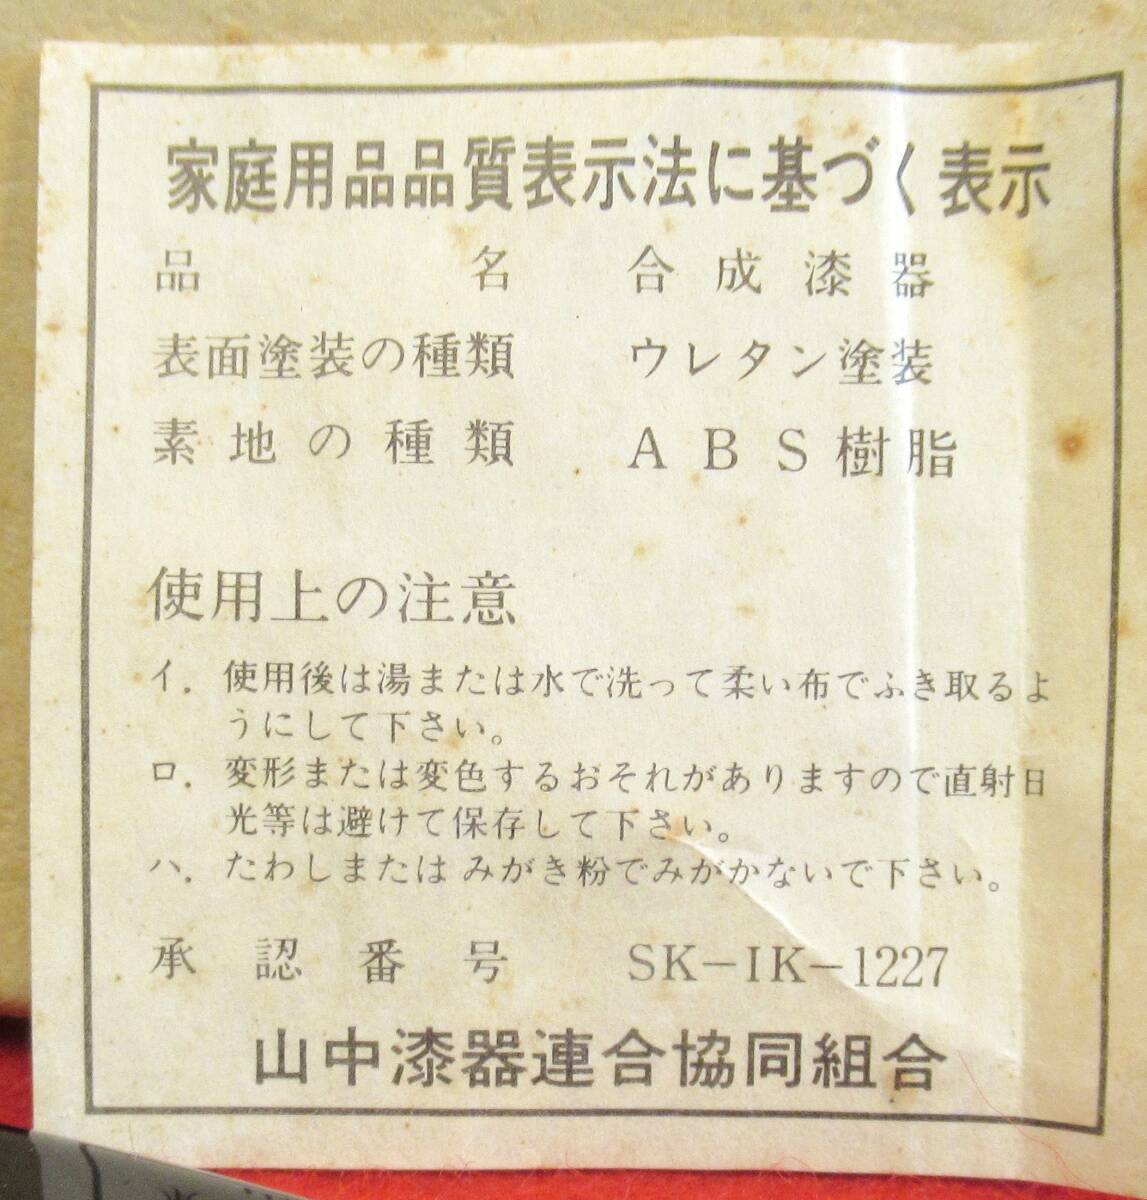 家庭用品品質表示法に基づく表示
品名 合成漆器
表面塗装の種類 ウレタン塗装
素地の種類 ABS樹脂
使用上の注意
イ. 使用後は湯または水で洗って柔い布でふき取るよ
うにして下さい。
ロ. 変形または変色するおそれがありますので直射日
光等は避けて保存して下さい。
ハ. たわしまたはみがき粉でみがかないで下さい。
承認番号 SK-IK-1227
山中漆器連合協同組合